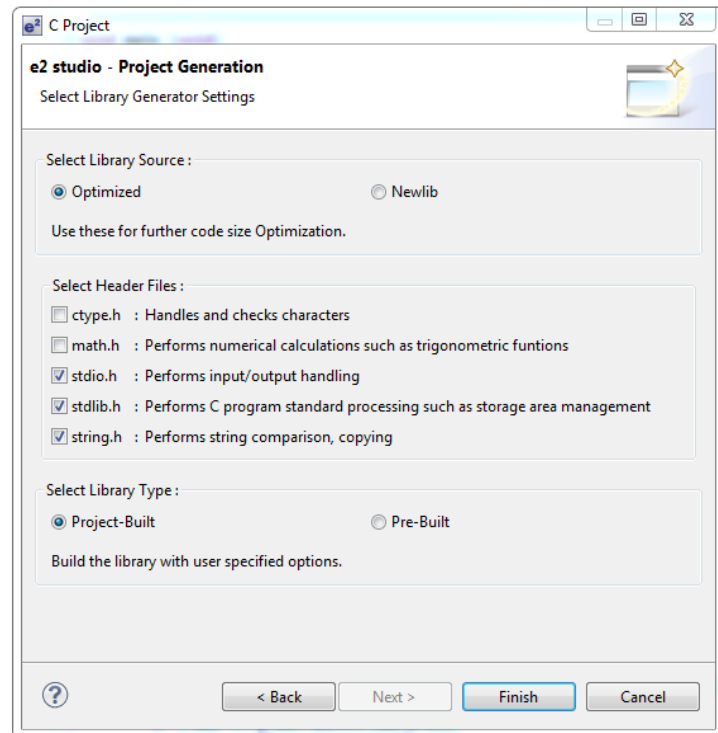 e² C Project
e2 studio - Project Generation
Select Library Generator Settings
Select Library Source :
Optimized Newlib
Use these for further code size Optimization.
Select Header Files :
ctype.h : Handles and checks characters
math.h : Performs numerical calculations such as trigonometric funtions
stdio.h : Performs input/output handling
stdlib.h : Performs C program standard processing such as storage area management
string.h : Performs string comparison, copying
Select Library Type :
Project-Built Pre-Built
Build the library with user specified options.
? < Back Next > Finish Cancel